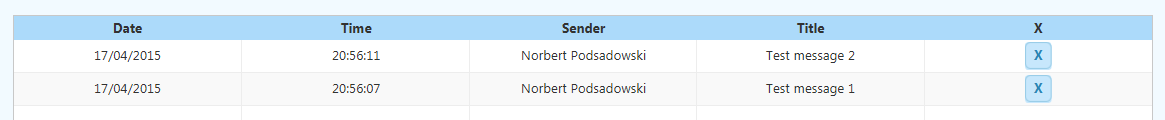 Date Time Sender Title X
17/04/2015 20:56:11 Norbert Podsadowski Test message 2 X
17/04/2015 20:56:07 Norbert Podsadowski Test message 1 X